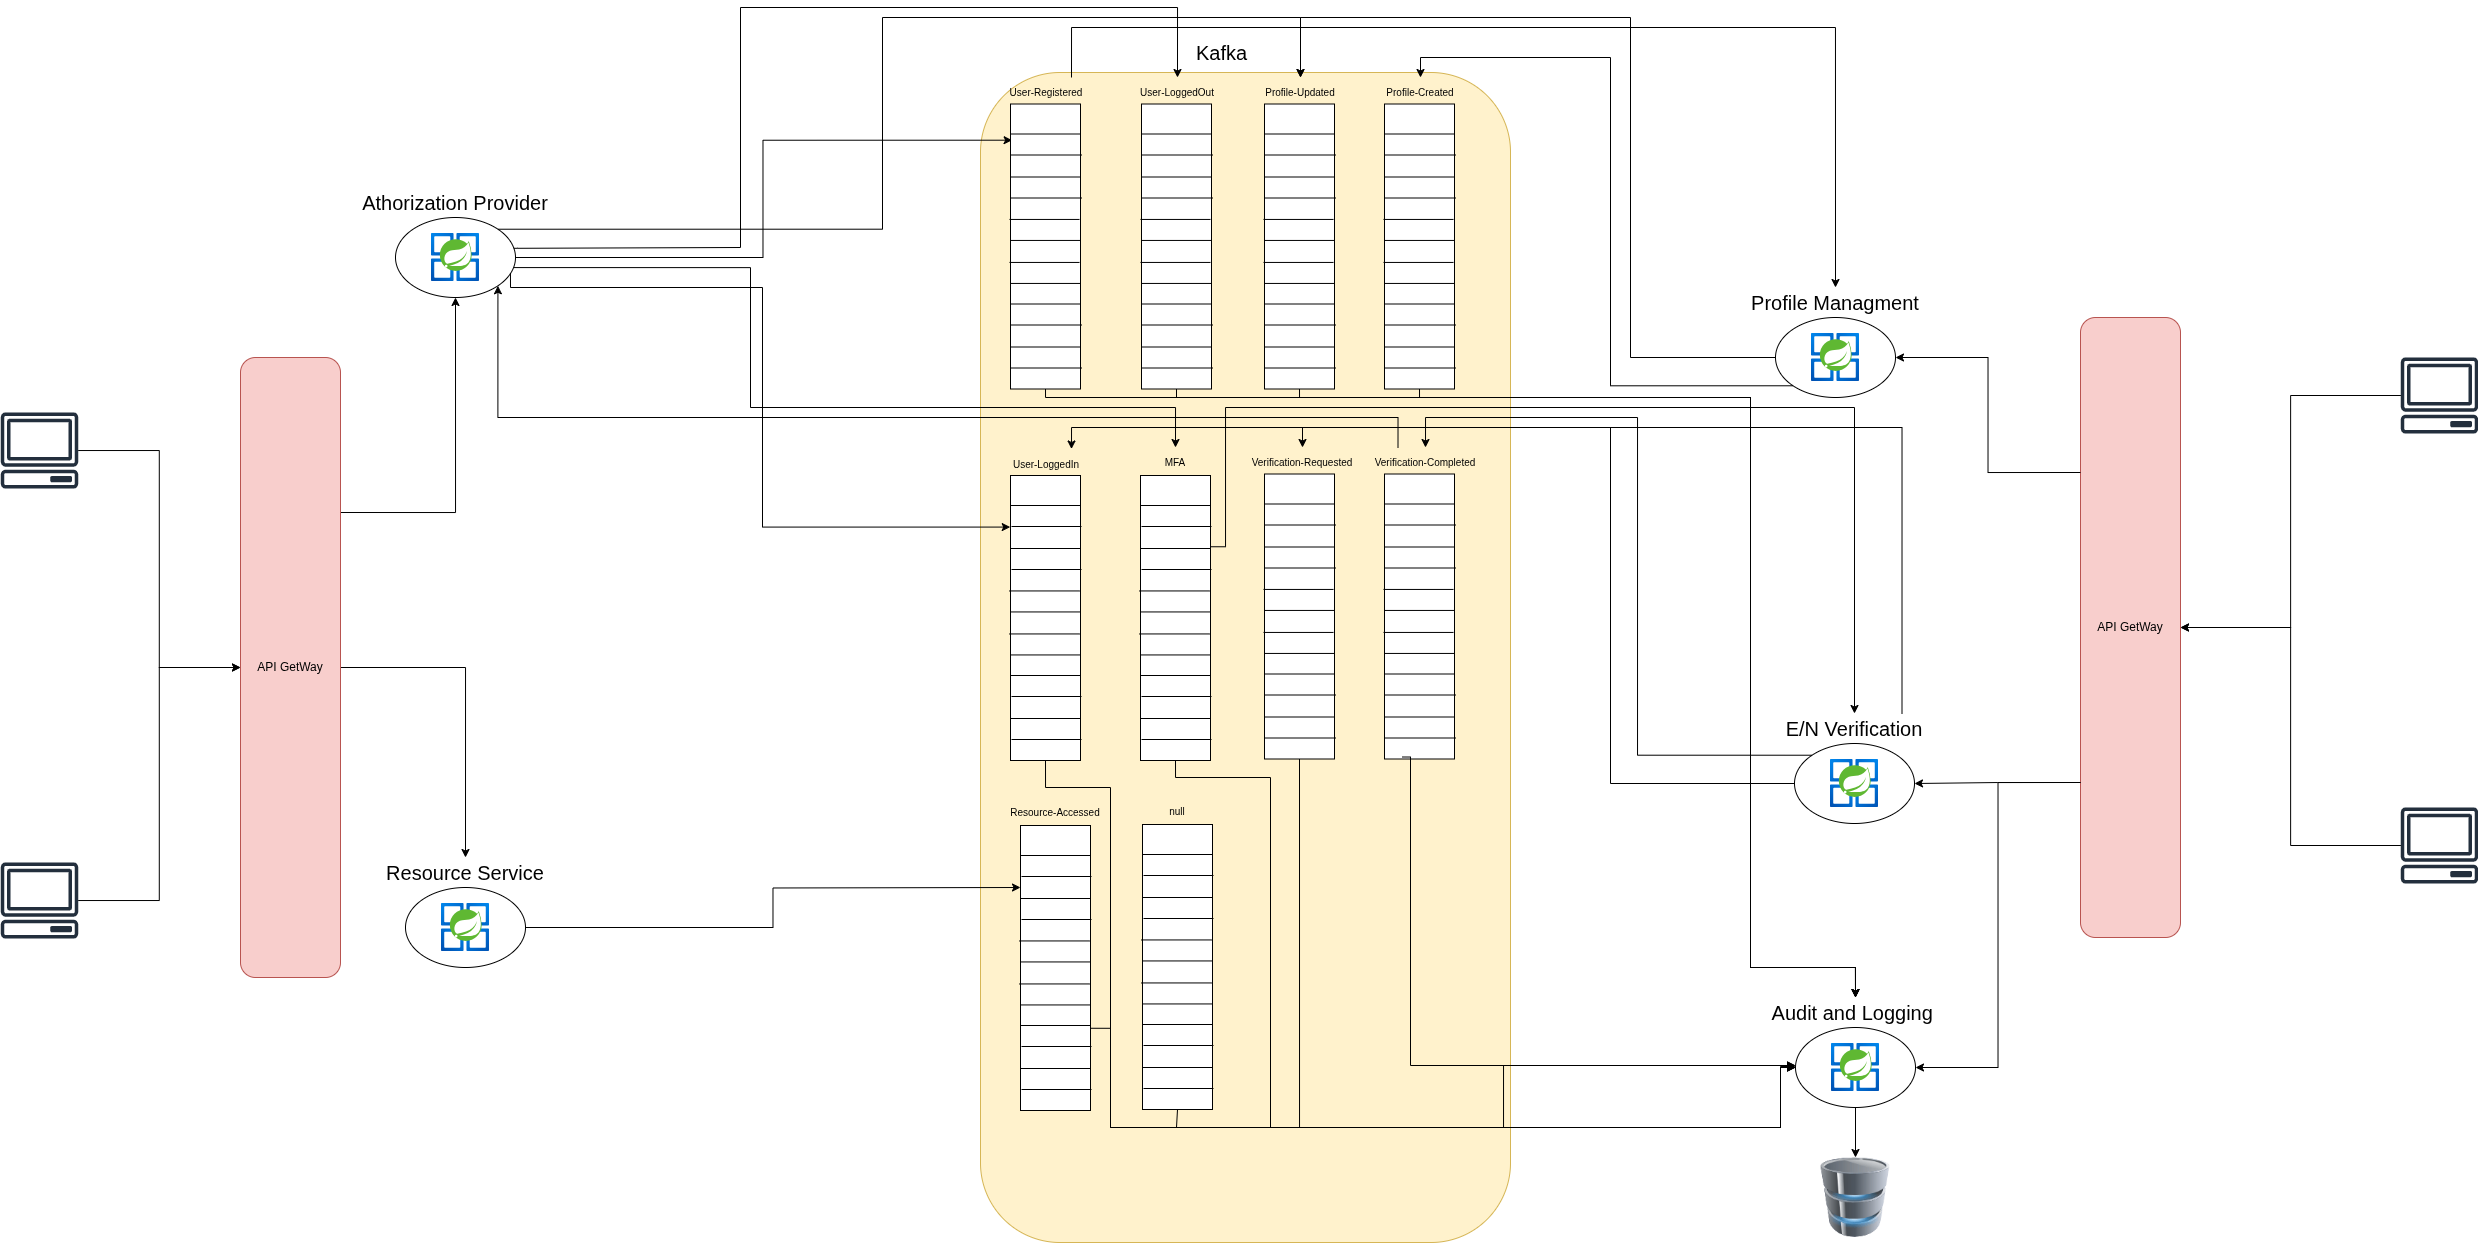 Kafka
User-Registered
User-LoggedOut
Profile-Updated
Profile-Created
Athorization Provider
Profile Managment
User-LoggedIn
MFA
Verification-Requested
Verification-Completed
API GetWay
API GetWay
E/N Verification
Resource-Accessed
null
Resource Service
Audit and Logging